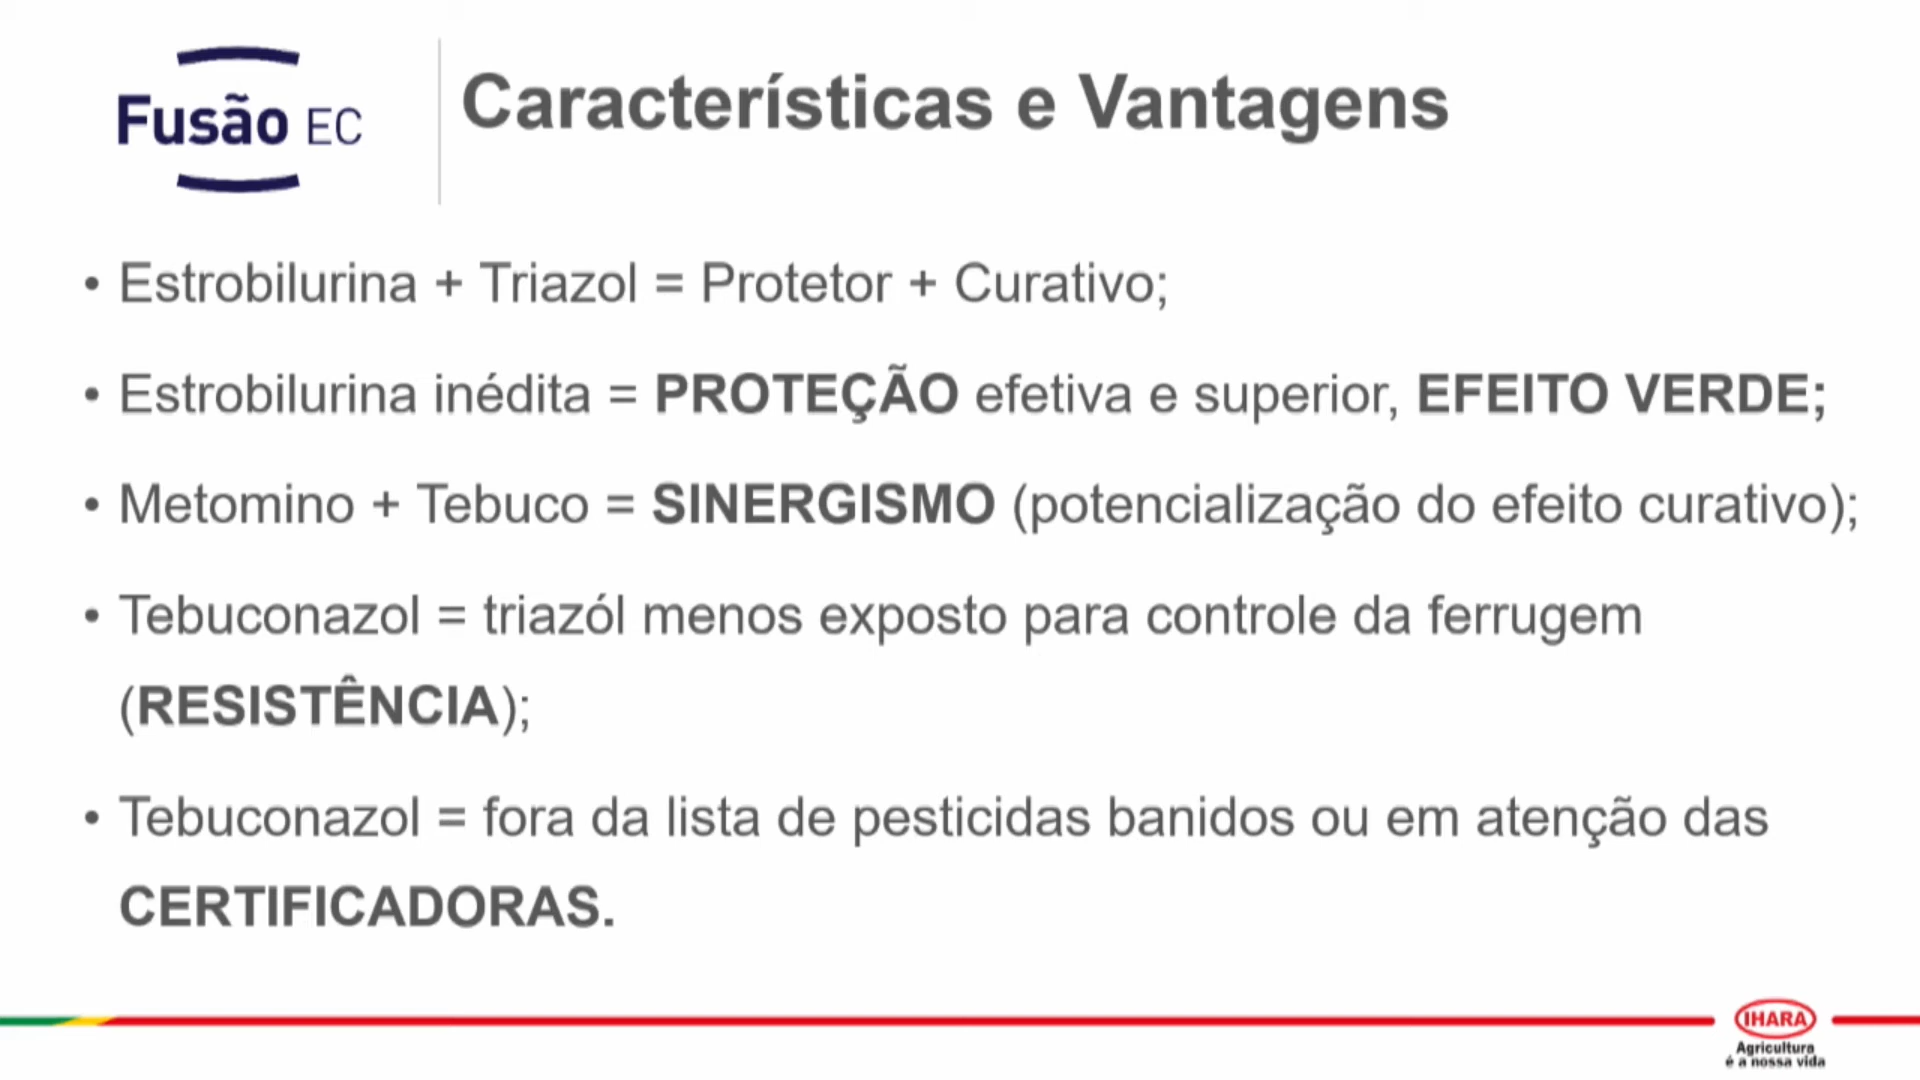 Fusão EC
Características e Vantagens
• Estrobilurina + Triazol = Protetor + Curativo;
• Estrobilurina inédita = PROTEÇÃO efetiva e superior, EFEITO VERDE;
• Metomino + Tebuco = SINERGISMO (potencialização do efeito curativo);
• Tebuconazol = triazól menos exposto para controle da ferrugem
(RESISTÊNCIA);
• Tebuconazol = fora da lista de pesticidas banidos ou em atenção das
CERTIFICADORAS.
IHARA
Agricultura
é a nossa vida